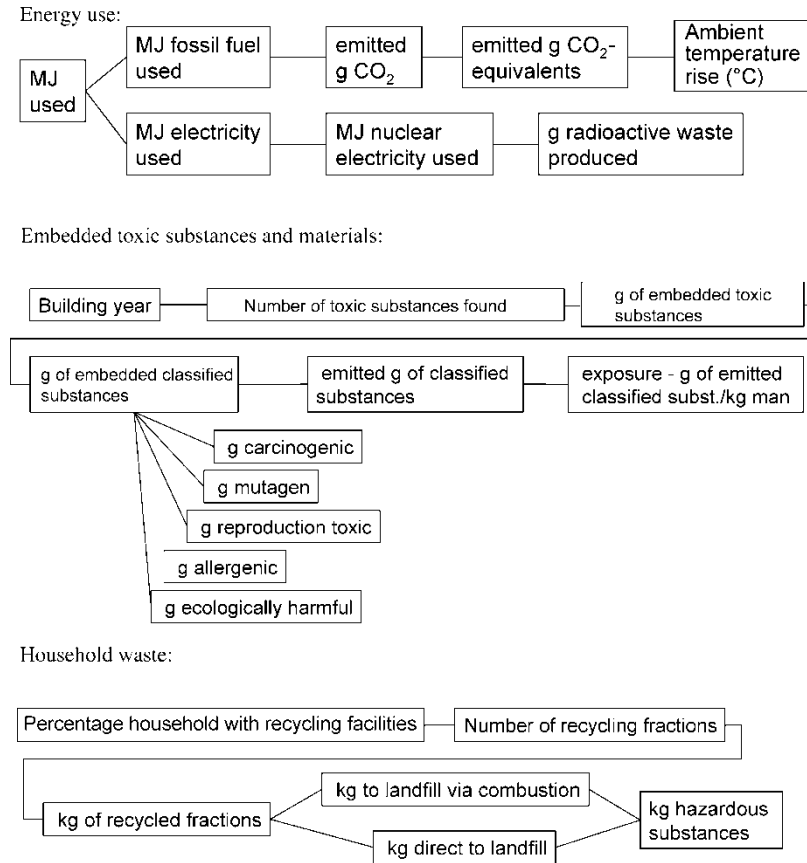 Energy use:
MJ fossil fuel
used
emitted
g CO₂
emitted g CO₂-
equivalents
Ambient
temperature
rise (°C)
MJ
used
MJ electricity
used
MJ nuclear
electricity used
g radioactive waste
produced
Embedded toxic substances and materials:
Building year
Number of toxic substances found
g of embedded toxic
substances
g of embedded classified
substances
emitted g of classified
substances
exposure - g of emitted
classified subst./kg man
g carcinogenic
g mutagen
g reproduction toxic
g allergenic
g ecologically harmful
Household waste:
Percentage household with recycling facilities
Number of recycling fractions
kg of recycled fractions
kg to landfill via combustion
kg direct to landfill
kg hazardous
substances